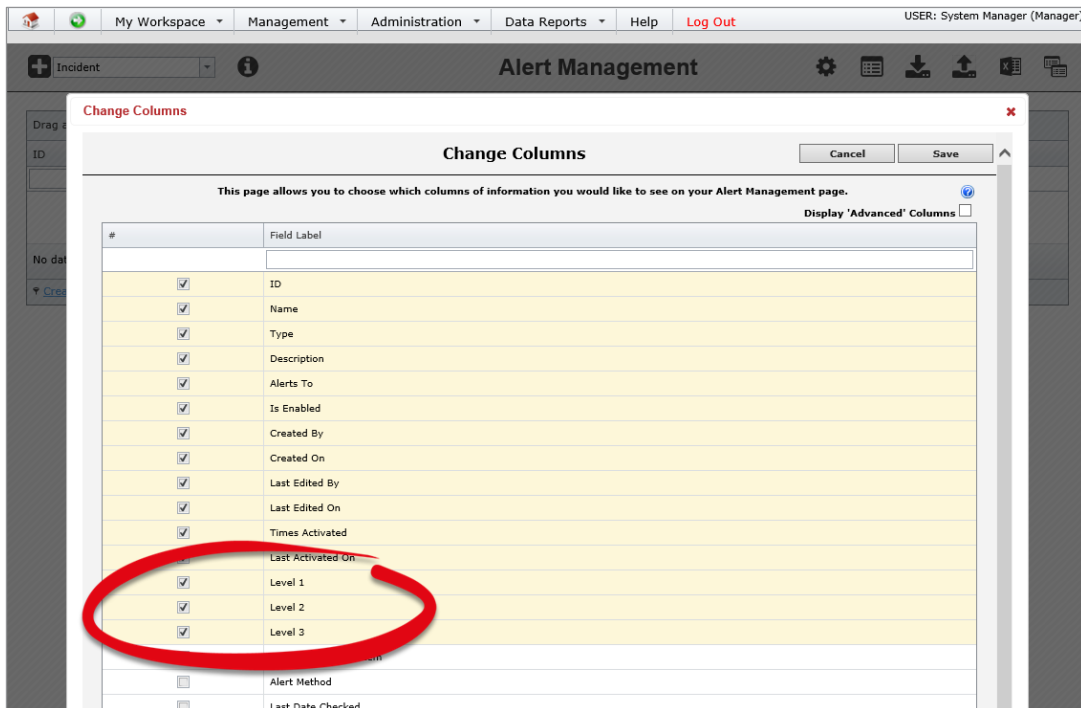 My Workspace Management Administration Data Reports Help Log Out USER: System Manager (Manager)
Incident Alert Management
Change Columns
Drag
ID
Change Columns Cancel Save
This page allows you to choose which columns of information you would like to see on your Alert Management page.
Display 'Advanced' Columns
# Field Label
No dat
Crea
ID
Name
Type
Description
Alerts To
Is Enabled
Created By
Created On
Last Edited By
Last Edited On
Times Activated
Last Activated On
Level 1
Level 2
Level 3
Alert Method
Last Date Checked